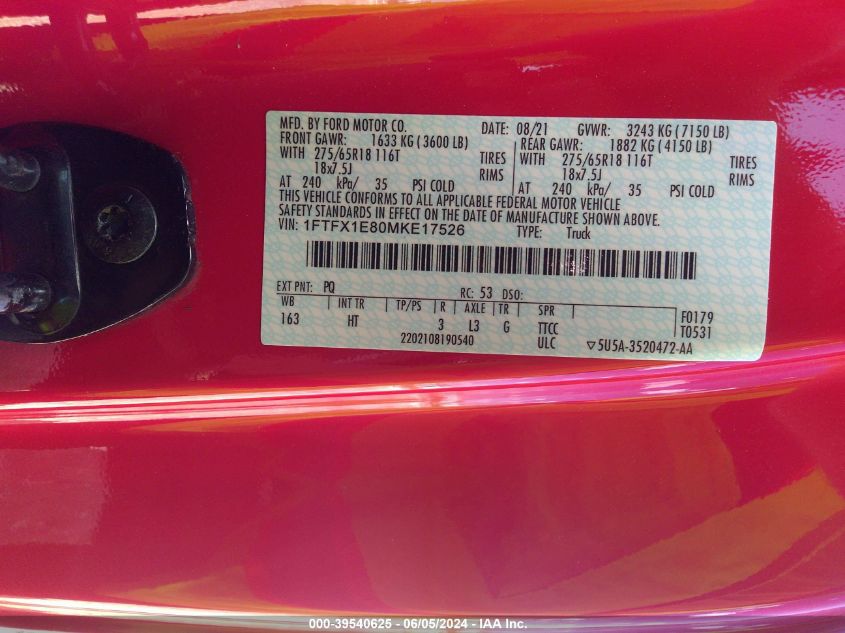 MFD. BY FORD MOTOR CO. DATE: 08/21 GVWR: 3243 KG ( 7150 LB)
FRONT GAWR: 1633 KG ( 3600 LB) REAR GAWR: 1882 KG ( 4150 LB)
WITH 275/65R18 116T TIRES WITH 275/65R18 116T TIRES
18x7.5J RIMS 18x7.5J RIMS
AT 240 kPa/ 35 PSI COLD AT 240 kPa/ 35 PSI COLD
THIS VEHICLE CONFORMS TO ALL APPLICABLE FEDERAL MOTOR VEHICLE
SAFETY STANDARDS IN EFFECT ON THE DATE OF MANUFACTURE SHOWN ABOVE.
VIN: 1FTFX1E80MKE17526 TYPE: Truck
EXT PNT: PQ RC: 53 DSO:
WB INT TR TP/PS R AXLE TR SPR F0179
163 HT 3 L3 G TTCC T0531
2202108190540 ULC ▽5U5A-3520472-AA
000-39540625 - 06/05/2024 - IAA Inc.